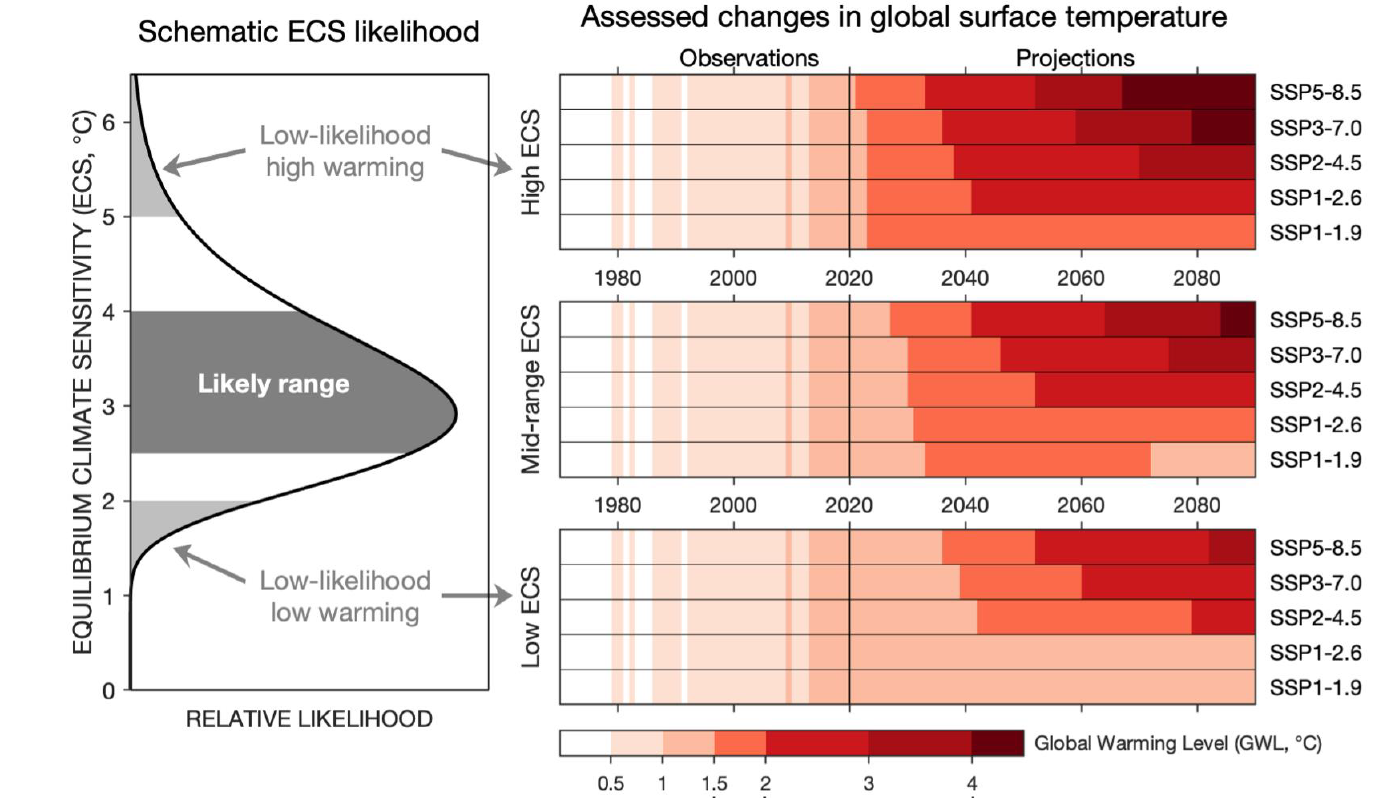 Schematic ECS likelihood
EQUILIBRIUM CLIMATE SENSITIVITY (ECS, °C)
6
5
4
3
2
1
0
Low-likelihood
high warming
Likely range
Low-likelihood
low warming
RELATIVE LIKELIHOOD
Assessed changes in global surface temperature
Observations Projections
High ECS
SSP5-8.5
SSP3-7.0
SSP2-4.5
SSP1-2.6
SSP1-1.9
1980 2000 2020 2040 2060 2080
Mid-range ECS
SSP5-8.5
SSP3-7.0
SSP2-4.5
SSP1-2.6
SSP1-1.9
1980 2000 2020 2040 2060 2080
Low ECS
SSP5-8.5
SSP3-7.0
SSP2-4.5
SSP1-2.6
SSP1-1.9
Global Warming Level (GWL, °C)
0.5 1 1.5 2 3 4